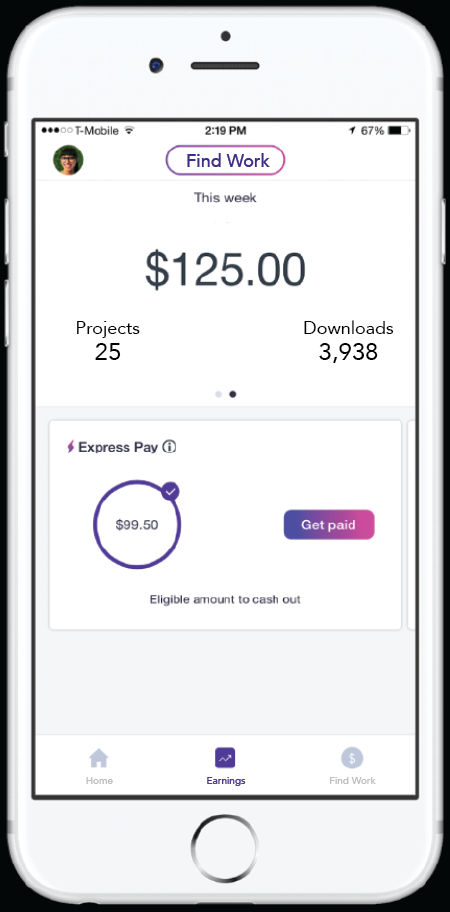 T-Mobile
2:19 PM
67%
Find Work
This week
$125.00
Projects
Downloads
25
3,938
Express Pay
$99.50
Get paid
Eligible amount to cash out
Home
Earnings
$
Find Work